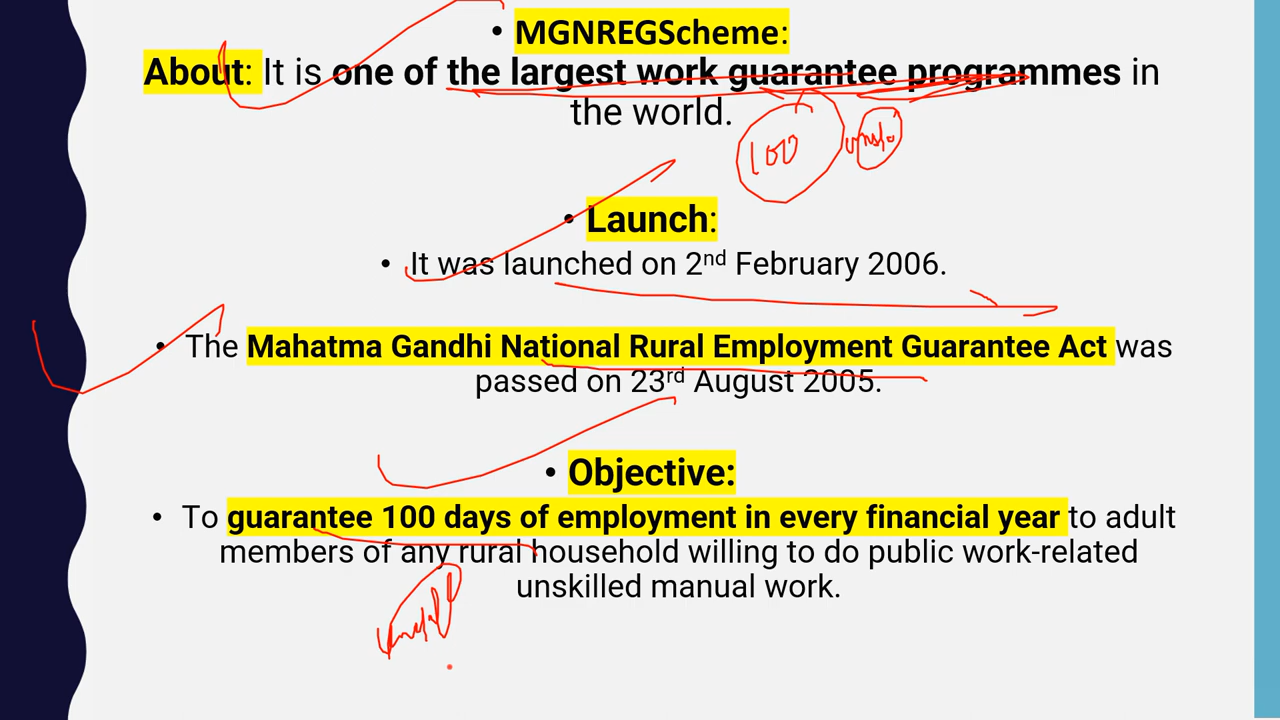 • MGNREGScheme:
About: It is one of the largest work guarantee programmes in
the world.
100
• Launch:
• It was launched on 2nd February 2006.
• The Mahatma Gandhi National Rural Employment Guarantee Act was
passed on 23rd August 2005.
• Objective:
• To guarantee 100 days of employment in every financial year to adult
members of any rural household willing to do public work-related
unskilled manual work.